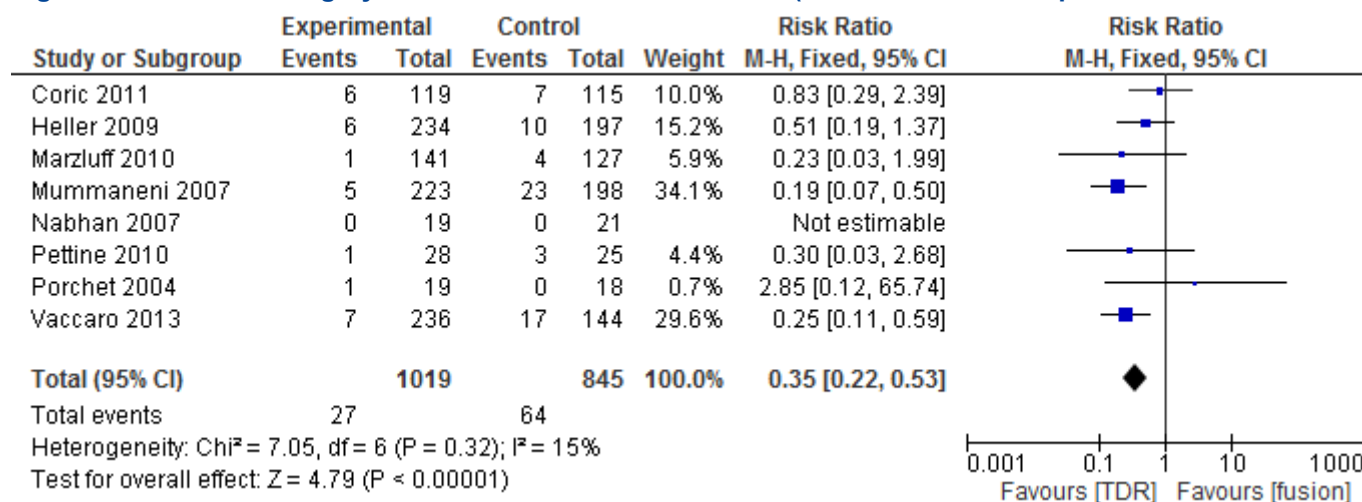 Experimental Control Risk Ratio Risk Ratio
Study or Subgroup Events Total Events Total Weight M-H, Fixed, 95% CI M-H, Fixed, 95% CI
Coric 2011 6 119 7 115 10.0% 0.83 [0.29, 2.39]
Heller 2009 6 234 10 197 15.2% 0.51 [0.19, 1.37]
Marzluff 2010 1 141 4 127 5.9% 0.23 [0.03, 1.99]
Mummaneni 2007 5 223 23 198 34.1% 0.19 [0.07, 0.50]
Nabhan 2007 0 19 0 21 Not estimable
Pettine 2010 1 28 3 25 4.4% 0.30 [0.03, 2.68]
Porchet 2004 1 19 0 18 0.7% 2.85 [0.12, 65.74]
Vaccaro 2013 7 236 17 144 29.6% 0.25 [0.11, 0.59]
Total (95% CI) 1019 845 100.0% 0.35 [0.22, 0.53]
Total events 27 64
Heterogeneity: Chi² = 7.05, df = 6 (P = 0.32); I² = 15%
Test for overall effect: Z = 4.79 (P < 0.00001)
0.001 0.1 1 10 1000
Favours [TDR] Favours [fusion]